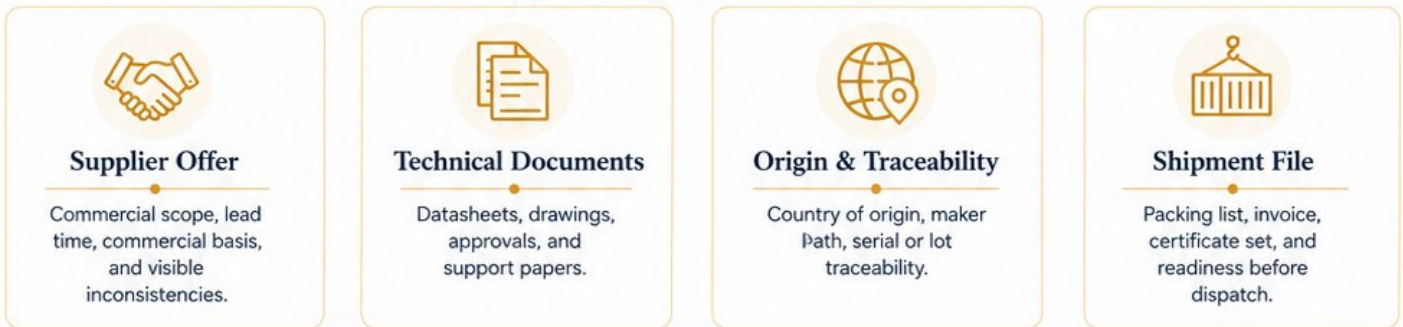 Supplier Offer
Commercial scope, lead
time, commercial basis,
and visible
inconsistencies.
Technical Documents
Datasheets, drawings,
approvals, and
support papers.
Origin & Traceability
Country of origin, maker
Þath, serial or lot
traceability.
Shipment File
Packing list, invoice,
certificate set, and
readiness before
dispatch.